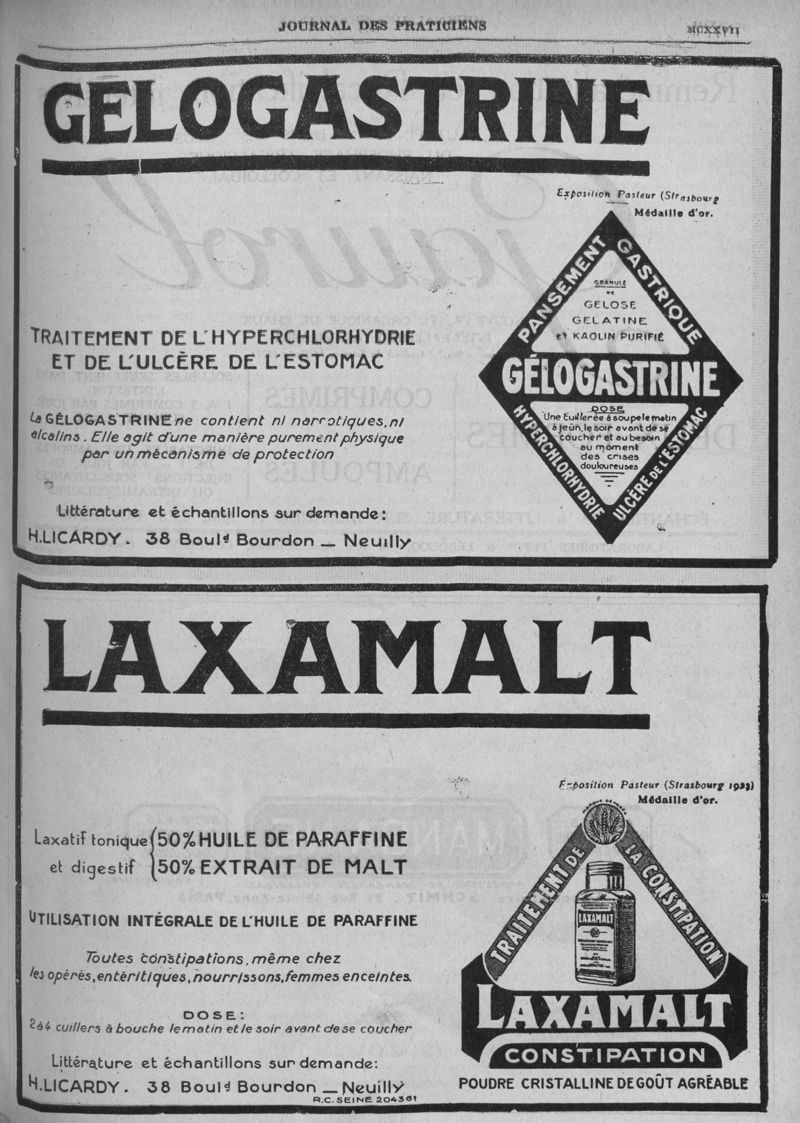 JOURNAL DES PRATICIENS
MCXXVII
GÉLOGASTRINE
Exposition Pasteur (Strasbourg
Médaille d'or.
PANSEMENT GASTRIQUE
GRANULÉ
DE
GELOSE
GELATINE
ET KAOLIN PURIFIÉ
GÉLOGASTRINE
DOSE
Une Cuillerée à soupe le matin
à jeûn, le soir avant de se
coucher et au besoin
au moment
des crises
douloureuses
HYPERCHLORHYDRIE ULCÈRE DE L'ESTOMAC
TRAITEMENT DE L'HYPERCHLORHYDRIE
ET DE L'ULCÈRE DE L'ESTOMAC
La GÉLOGASTRINE ne contient ni narcotiques, ni
alcalins. Elle agit d'une manière purement physique
par un mécanisme de protection
Littérature et échantillons sur demande:
H. LICARDY. 38 Boulᵈ Bourdon — Neuilly
LAXAMALT
Exposition Pasteur (Strasbourg 1923)
Médaille d'or.
Laxatif tonique { 50% HUILE DE PARAFFINE
et digestif { 50% EXTRAIT DE MALT
UTILISATION INTÉGRALE DE L'HUILE DE PARAFFINE
Toutes constipations, même chez
les opérés, entéritiques, nourrissons, femmes enceintes.
DOSE:
2 à 4 cuillers à bouche le matin et le soir avant de se coucher
Littérature et échantillons sur demande:
H. LICARDY. 38 Boulᵈ Bourdon — Neuilly
R.C. SEINE 204361
TRAITEMENT DE LA CONSTIPATION
LAXAMALT
LAXAMALT
CONSTIPATION
POUDRE CRISTALLINE DE GOÛT AGRÉABLE